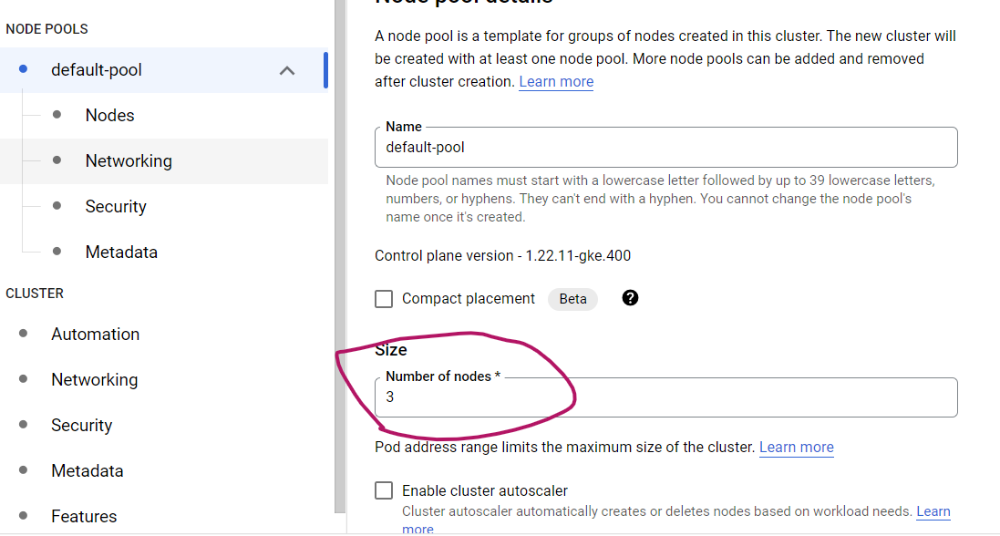 NODE POOLS
default-pool
Nodes
Networking
Security
Metadata
CLUSTER
Automation
Networking
Security
Metadata
Features
Node pool details
A node pool is a template for groups of nodes created in this cluster. The new cluster will
be created with at least one node pool. More node pools can be added and removed
after cluster creation. Learn more
Name
default-pool
Node pool names must start with a lowercase letter followed by up to 39 lowercase letters,
numbers, or hyphens. They can't end with a hyphen. You cannot change the node pool's
name once it's created.
Control plane version - 1.22.11-gke.400
Compact placement Beta ?
Size
Number of nodes *
3
Pod address range limits the maximum size of the cluster. Learn more
Enable cluster autoscaler
Cluster autoscaler automatically creates or deletes nodes based on workload needs. Learn
more